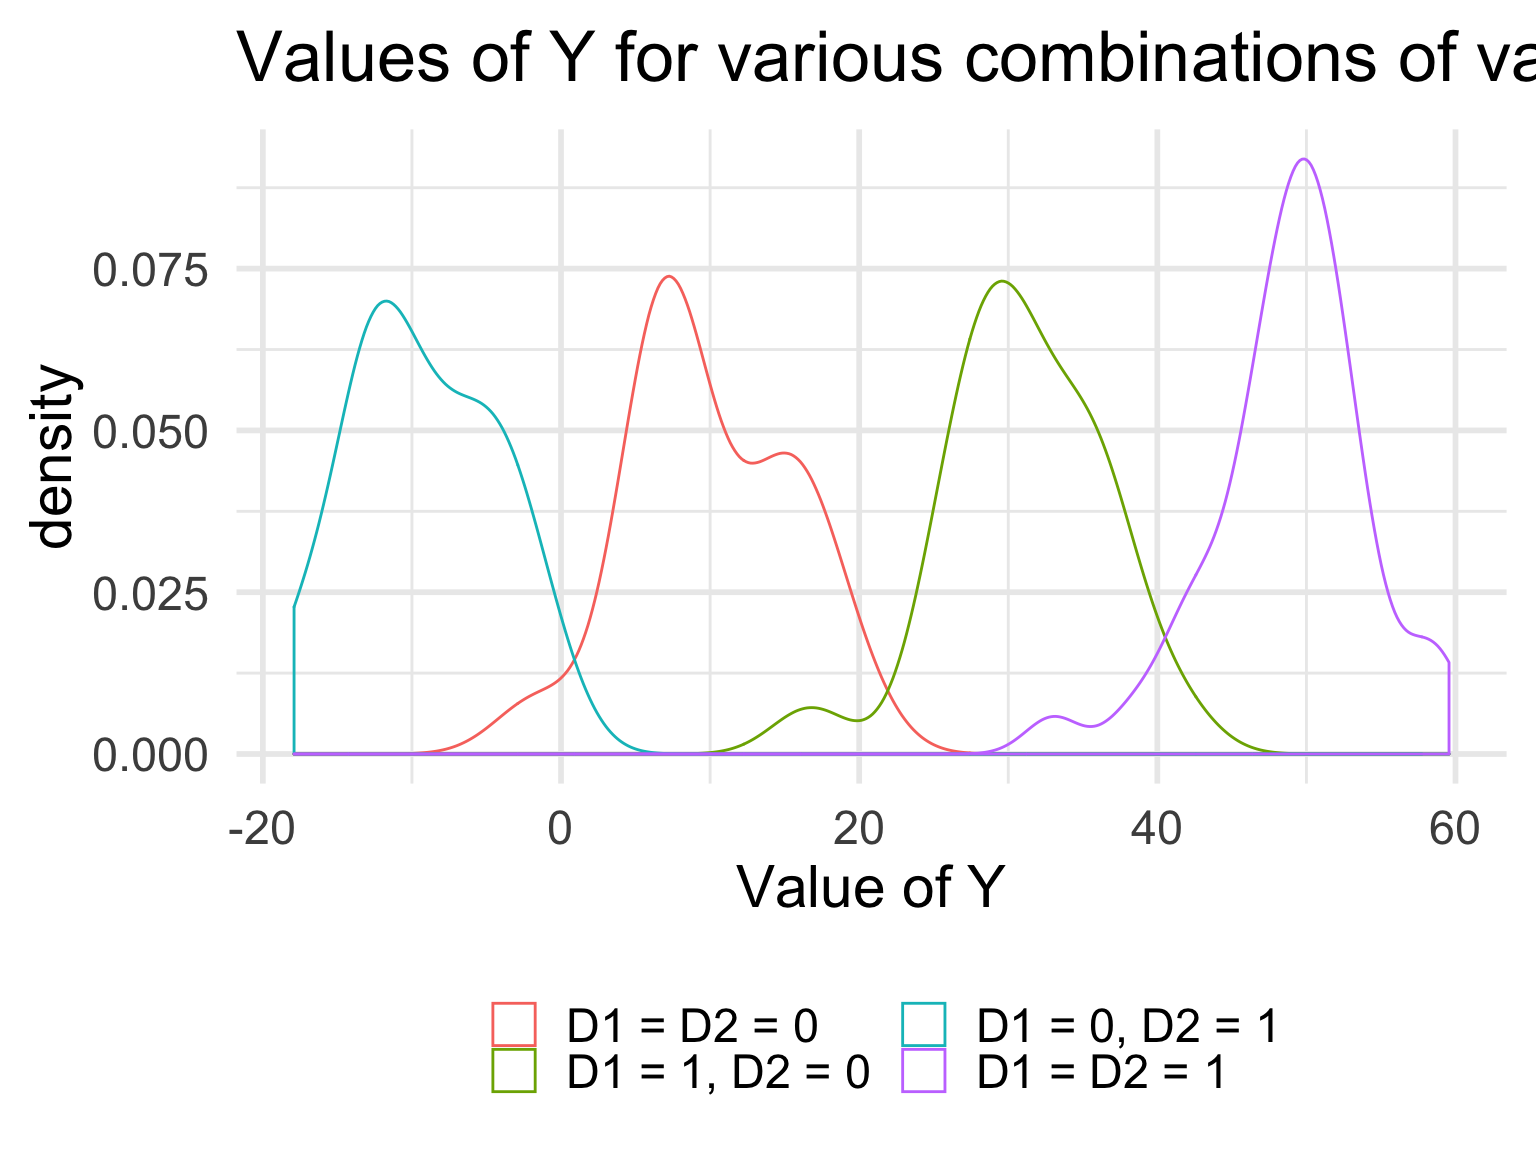 Values of Y for various combinations of va
density
0.075
0.050
0.025
0.000
-20 0 20 40 60
Value of Y
D1 = D2 = 0 D1 = 0, D2 = 1
D1 = 1, D2 = 0 D1 = D2 = 1